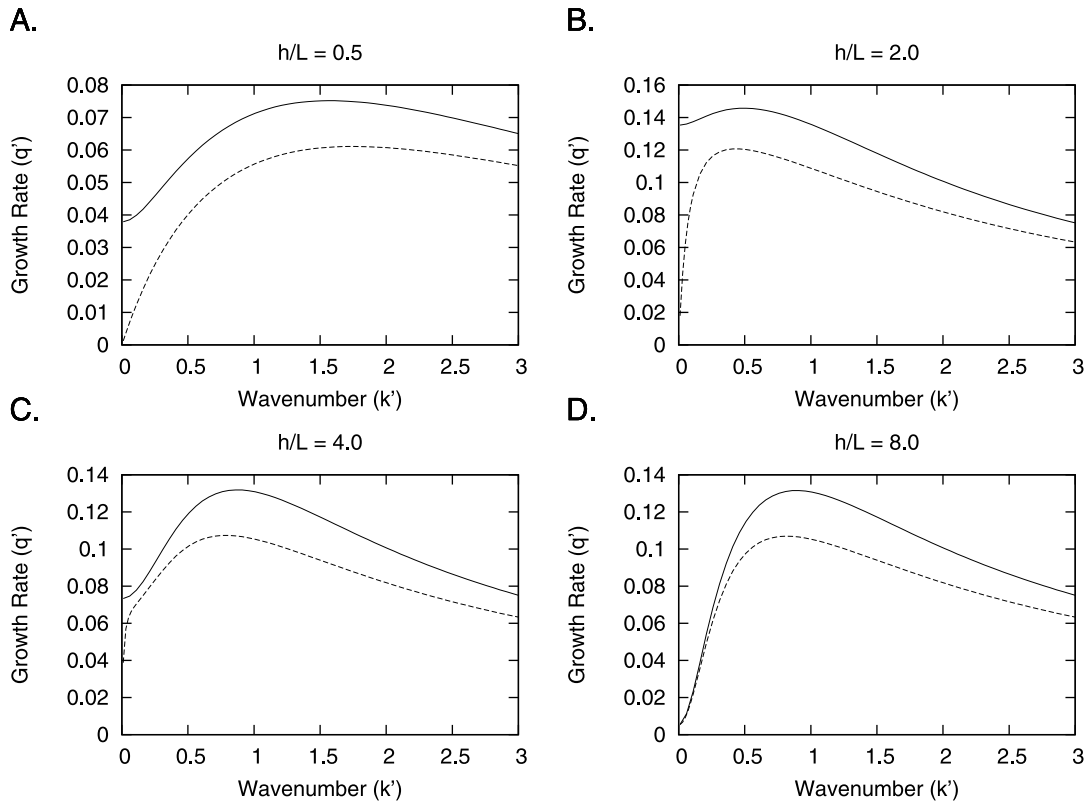 A.
h/L = 0.5
Growth Rate (q')
0.08
0.07
0.06
0.05
0.04
0.03
0.02
0.01
0
0 0.5 1 1.5 2 2.5 3
Wavenumber (k')
B.
h/L = 2.0
Growth Rate (q')
0.16
0.14
0.12
0.1
0.08
0.06
0.04
0.02
0
0 0.5 1 1.5 2 2.5 3
Wavenumber (k')
C.
h/L = 4.0
Growth Rate (q')
0.14
0.12
0.1
0.08
0.06
0.04
0.02
0
0 0.5 1 1.5 2 2.5 3
Wavenumber (k')
D.
h/L = 8.0
Growth Rate (q')
0.14
0.12
0.1
0.08
0.06
0.04
0.02
0
0 0.5 1 1.5 2 2.5 3
Wavenumber (k')